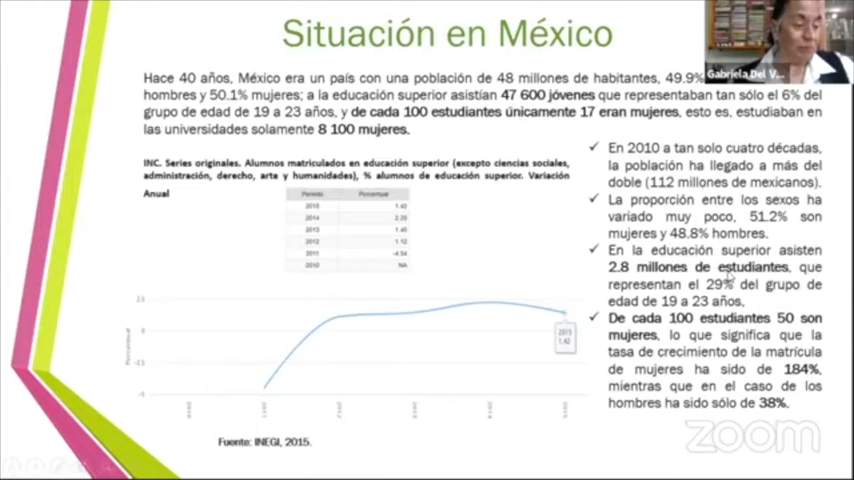 Situación en México
Gabriela Del V...
Hace 40 años, México era un país con una población de 48 millones de habitantes, 49.9%
hombres y 50.1% mujeres; a la educación superior asistían 47 600 jóvenes que representaban tan sólo el 6% del
grupo de edad de 19 a 23 años, y de cada 100 estudiantes únicamente 17 eran mujeres, esto es, estudiaban en
las universidades solamente 8 100 mujeres.
INC. Series originales. Alumnos matriculados en educación superior (excepto ciencias sociales,
administración, derecho, arte y humanidades), % alumnos de educación superior. Variación
Anual
Periodo Porcentual
2015 1.42
2014 2.25
2013 1.45
2012 1.12
2011 -4.54
2010 NA
2.5
0
-2.5
-5
Porcentual
2015
1.42
Fuente: INEGI, 2015.
✓ En 2010 a tan solo cuatro décadas,
la población ha llegado a más del
doble (112 millones de mexicanos).
✓ La proporción entre los sexos ha
variado muy poco, 51.2% son
mujeres y 48.8% hombres.
✓ En la educación superior asisten
2.8 millones de estudiantes, que
representan el 29% del grupo de
edad de 19 a 23 años,
✓ De cada 100 estudiantes 50 son
mujeres, lo que significa que la
tasa de crecimiento de la matrícula
de mujeres ha sido de 184%,
mientras que en el caso de los
hombres ha sido sólo de 38%.
zoom